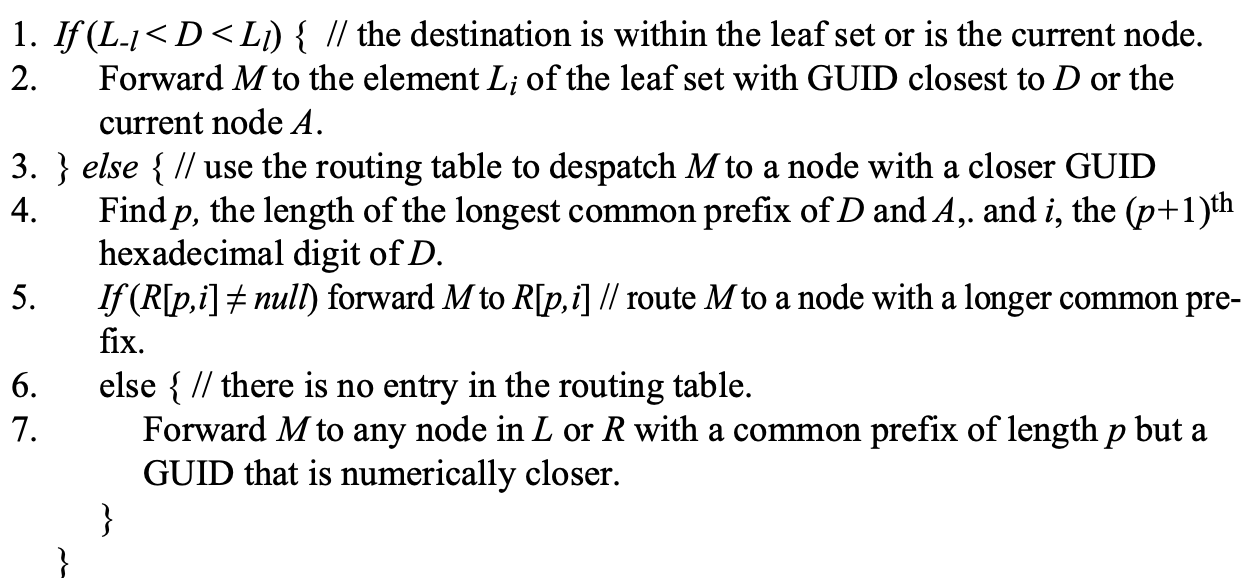 1. If (L-l < D < Ll) { // the destination is within the leaf set or is the current node.
2. Forward M to the element Li of the leaf set with GUID closest to D or the
current node A.
3. } else { // use the routing table to despatch M to a node with a closer GUID
4. Find p, the length of the longest common prefix of D and A,. and i, the (p+1)th
hexadecimal digit of D.
5. If (R[p,i] ≠ null) forward M to R[p,i] // route M to a node with a longer common pre-
fix.
6. else { // there is no entry in the routing table.
7. Forward M to any node in L or R with a common prefix of length p but a
GUID that is numerically closer.
}
}